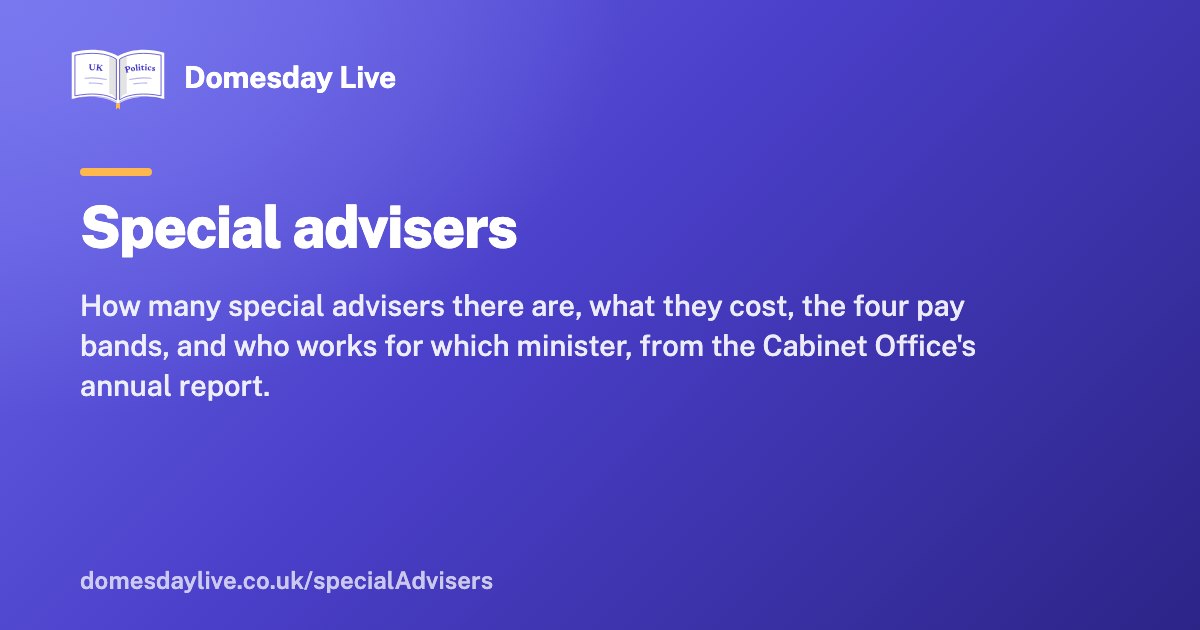 UK
Politics
Domesday Live
Special advisers
How many special advisers there are, what they cost, the four pay
bands, and who works for which minister, from the Cabinet Office's
annual report.
domesdaylive.co.uk/specialAdvisers